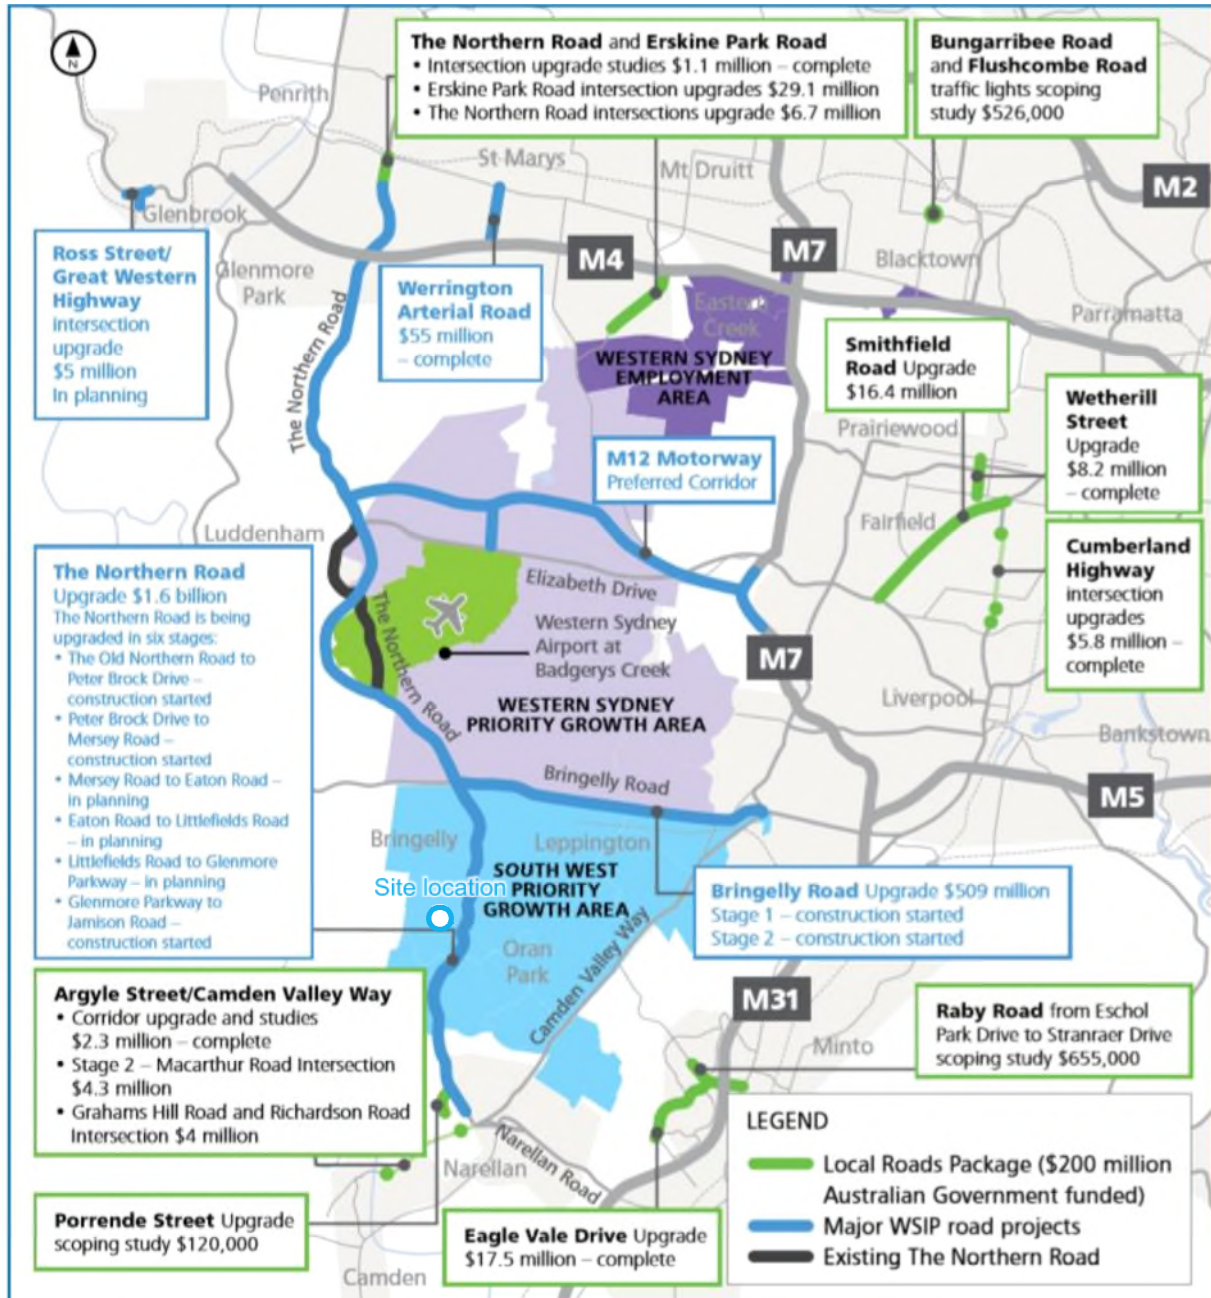 The Northern Road and Erskine Park Road
• Intersection upgrade studies $1.1 million – complete
• Erskine Park Road intersection upgrades $29.1 million
• The Northern Road intersections upgrade $6.7 million
Bungarribee Road
and Flushcombe Road
traffic lights scoping
study $526,000
N
Penrith
St Marys
Mt Druitt
M2
Glenbrook
Ross Street/
Great Western
Highway
intersection
upgrade
$5 million
In planning
Glenmore
Park
Werrington
Arterial Road
$55 million
– complete
M4
M7
Blacktown
Eastern
Creek
Parramatta
The Northern Road
WESTERN SYDNEY
EMPLOYMENT
AREA
Smithfield
Road Upgrade
$16.4 million
Wetherill
Street
Upgrade
$8.2 million
– complete
Prairiewood
M12 Motorway
Preferred Corridor
Fairfield
Luddenham
Cumberland
Highway
intersection
upgrades
$5.8 million –
complete
The Northern Road
Upgrade $1.6 billion
The Northern Road is being
upgraded in six stages:
• The Old Northern Road to
Peter Brock Drive –
construction started
• Peter Brock Drive to
Mersey Road –
construction started
• Mersey Road to Eaton Road –
in planning
• Eaton Road to Littlefields Road
– in planning
• Littlefields Road to Glenmore
Parkway – in planning
• Glenmore Parkway to
Jamison Road –
construction started
Elizabeth Drive
The Northern Road
Western Sydney
Airport at
Badgerys Creek
M7
Liverpool
WESTERN SYDNEY
PRIORITY GROWTH AREA
Bankstown
Bringelly Road
M5
Bringelly
Leppington
SOUTH WEST
PRIORITY
GROWTH AREA
Site location
Bringelly Road Upgrade $509 million
Stage 1 – construction started
Stage 2 – construction started
Oran
Park
Camden Valley Way
Argyle Street/Camden Valley Way
• Corridor upgrade and studies
$2.3 million – complete
• Stage 2 – Macarthur Road Intersection
$4.3 million
• Grahams Hill Road and Richardson Road
Intersection $4 million
M31
Minto
Raby Road from Eschol
Park Drive to Stranraer Drive
scoping study $655,000
Narellan
Narellan Road
Porrende Street Upgrade
scoping study $120,000
Camden
Eagle Vale Drive Upgrade
$17.5 million – complete
LEGEND
Local Roads Package ($200 million
Australian Government funded)
Major WSIP road projects
Existing The Northern Road